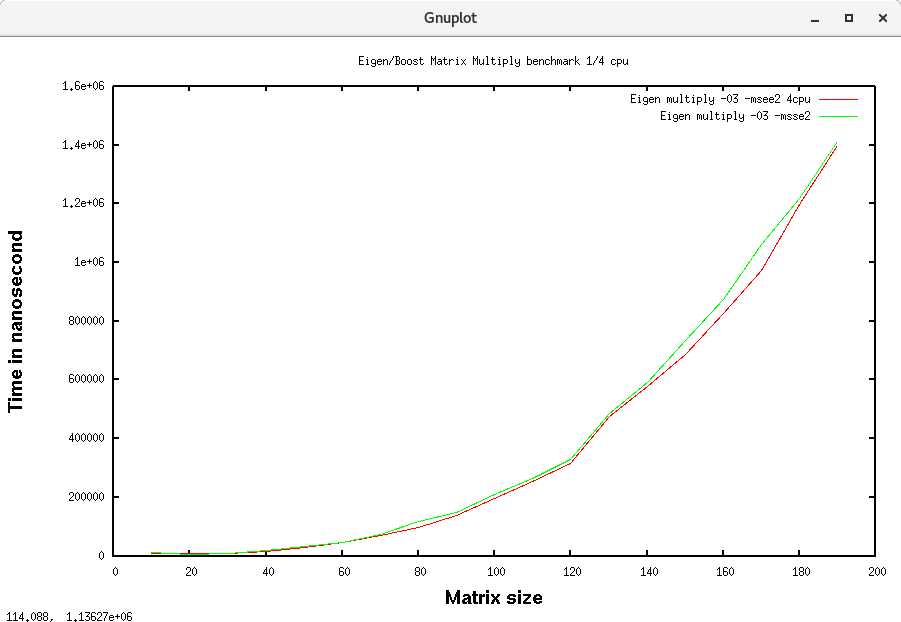 Gnuplot
Eigen/Boost Matrix Multiply benchmark 1/4 cpu
1.6e+06
1.4e+06
1.2e+06
1e+06
800000
600000
400000
200000
0
Eigen multiply -O3 -msee2 4cpu
Eigen multiply -O3 -msse2
Time in nanosecond
0 20 40 60 80 100 120 140 160 180 200
Matrix size
114.088, 1.13627e+06